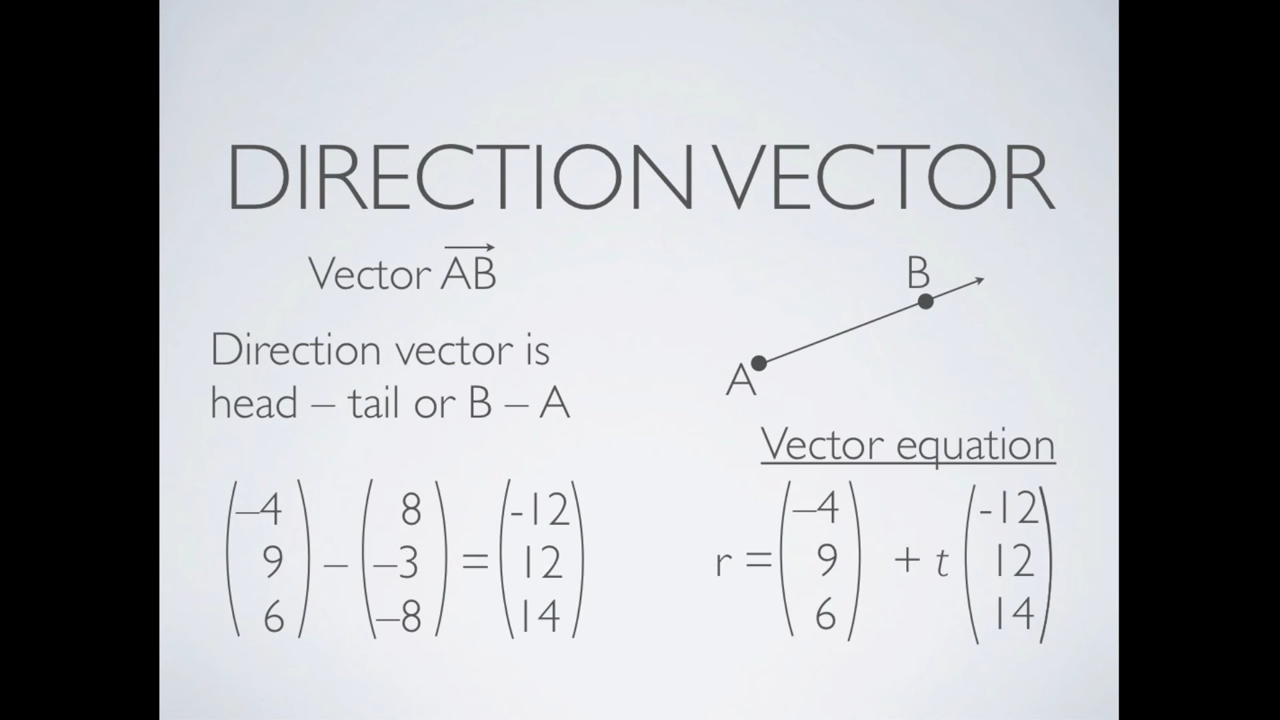 DIRECTION VECTOR
Vector AB
B
A
Direction vector is
head – tail or B – A
Vector equation
(–4 9 6) – (8 –3 –8) = (-12 12 14)
r = (–4 9 6) + t (-12 12 14)